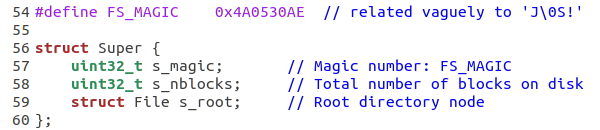 54 #define FS_MAGIC    0x4A0530AE  // related vaguely to 'J\0S!'
55
56 struct Super {
57     uint32_t s_magic;       // Magic number: FS_MAGIC
58     uint32_t s_nblocks;     // Total number of blocks on disk
59     struct File s_root;     // Root directory node
60 };